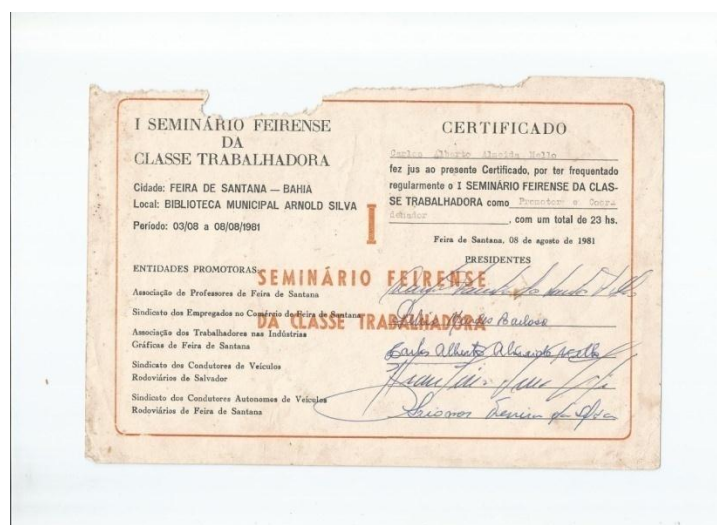 I SEMINÁRIO FEIRENSE
DA
CLASSE TRABALHADORA
Cidade: FEIRA DE SANTANA — BAHIA
Local: BIBLIOTECA MUNICIPAL ARNOLD SILVA
Período: 03/08 a 08/08/1981
ENTIDADES PROMOTORAS
Associação de Professores de Feira de Santana
Sindicato dos Empregados no Comércio de Feira de Santana
Associação dos Trabalhadores nas Indústrias
Gráficas de Feira de Santana
Sindicato dos Condutores de Veículos
Rodoviários de Salvador
Sindicato dos Condutores Autonomos de Veículos
Rodoviários de Feira de Santana
I
SEMINÁRIO FEIRENSE
DA CLASSE TRABALHADORA
CERTIFICADO
Carlos Alberto Almeida Mello
fez jus ao presente Certificado, por ter frequentado
regularmente o I SEMINÁRIO FEIRENSE DA CLAS-
SE TRABALHADORA como Promotor e Coor-
denador, com um total de 23 hs.
Feira de Santana, 08 de agosto de 1981
PRESIDENTES
Barbosa
Carlos Alberto Almeida Mello